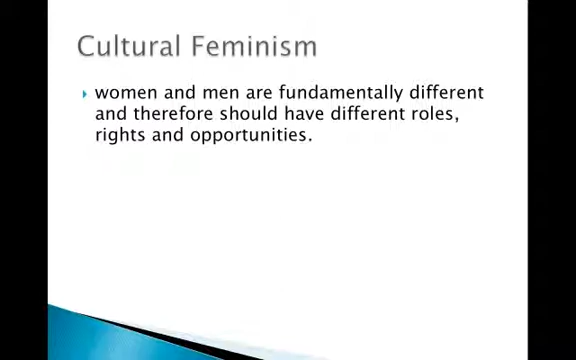 Cultural Feminism
women and men are fundamentally different
and therefore should have different roles,
rights and opportunities.